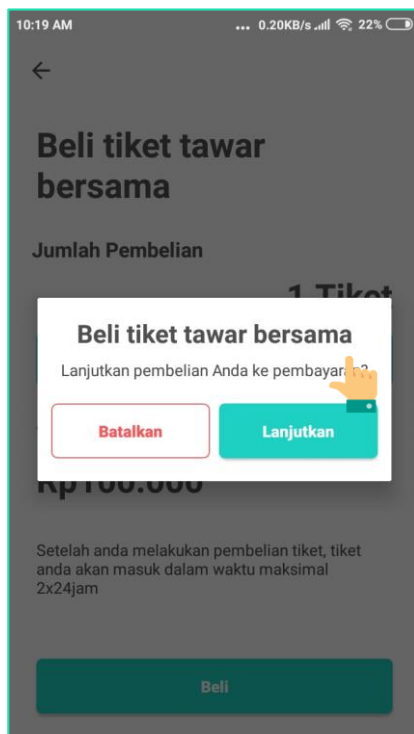 10:19 AM ... 0.20KB/s 22%
Beli tiket tawar
bersama
Jumlah Pembelian
1 Tiket
Beli tiket tawar bersama
Lanjutkan pembelian Anda ke pembayaran?
Batalkan Lanjutkan
Rp100.000
Setelah anda melakukan pembelian tiket, tiket
anda akan masuk dalam waktu maksimal
2x24jam
Beli